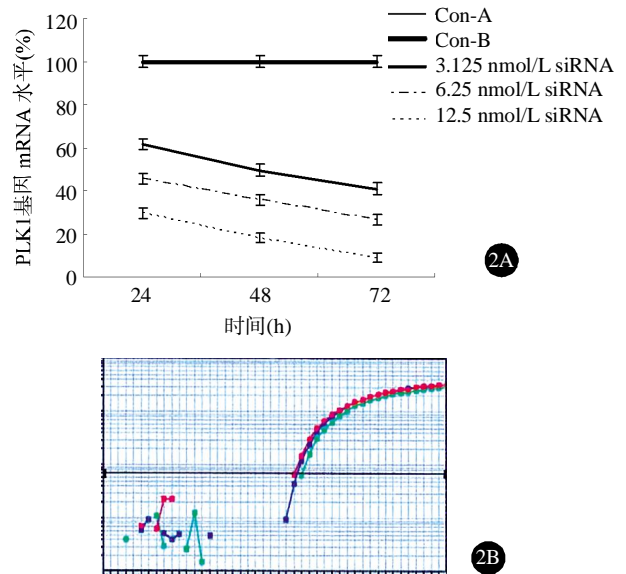 120
100
80
60
40
20
0
PLK1基因 mRNA 水平(%)
24
48
72
时间(h)
Con-A
Con-B
3.125 nmol/L siRNA
6.25 nmol/L siRNA
12.5 nmol/L siRNA
2A
2B